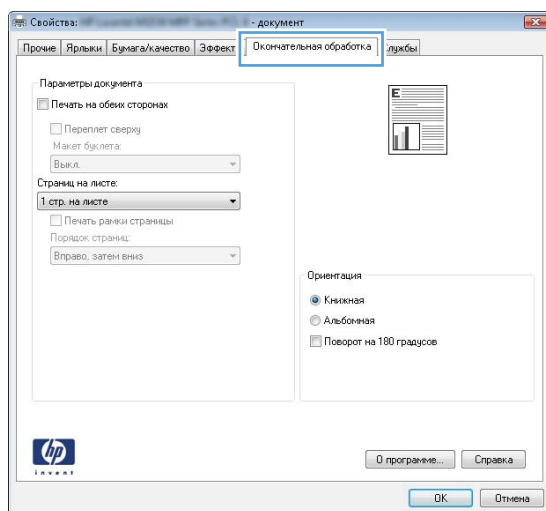 Свойства: - документ
Прочие Ярлыки Бумага/качество Эффект Окончательная обработка Службы
Параметры документа
Печать на обеих сторонах
Переплет сверху
Макет буклета:
Выкл.
Страниц на листе:
1 стр. на листе
Печать рамки страницы
Порядок страниц:
Вправо, затем вниз
E
Ориентация
Книжная
Альбомная
Поворот на 180 градусов
hp
invent
О программе... Справка
OK Отмена